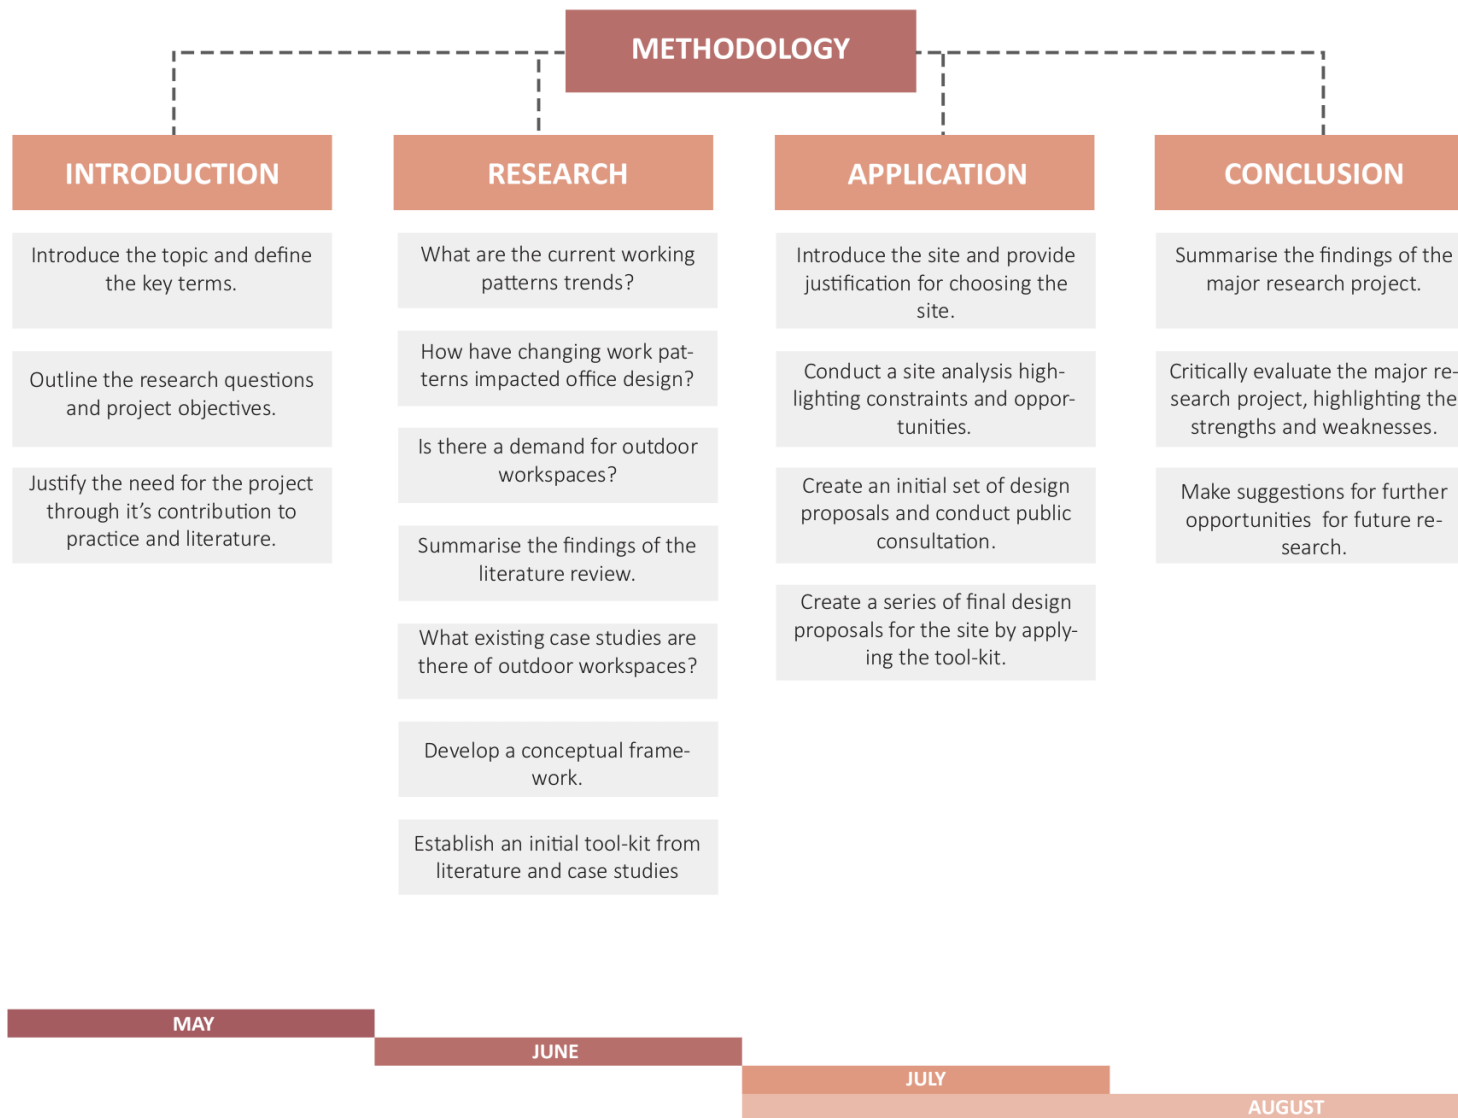 METHODOLOGY
INTRODUCTION
Introduce the topic and define
the key terms.
Outline the research questions
and project objectives.
Justify the need for the project
through it’s contribution to
practice and literature.
RESEARCH
What are the current working
patterns trends?
How have changing work pat-
terns impacted office design?
Is there a demand for outdoor
workspaces?
Summarise the findings of the
literature review.
What existing case studies are
there of outdoor workspaces?
Develop a conceptual frame-
work.
Establish an initial tool-kit from
literature and case studies
APPLICATION
Introduce the site and provide
justification for choosing the
site.
Conduct a site analysis high-
lighting constraints and oppor-
tunities.
Create an initial set of design
proposals and conduct public
consultation.
Create a series of final design
proposals for the site by apply-
ing the tool-kit.
CONCLUSION
Summarise the findings of the
major research project.
Critically evaluate the major re-
search project, highlighting the
strengths and weaknesses.
Make suggestions for further
opportunities  for future re-
search.
MAY
JUNE
JULY
AUGUST